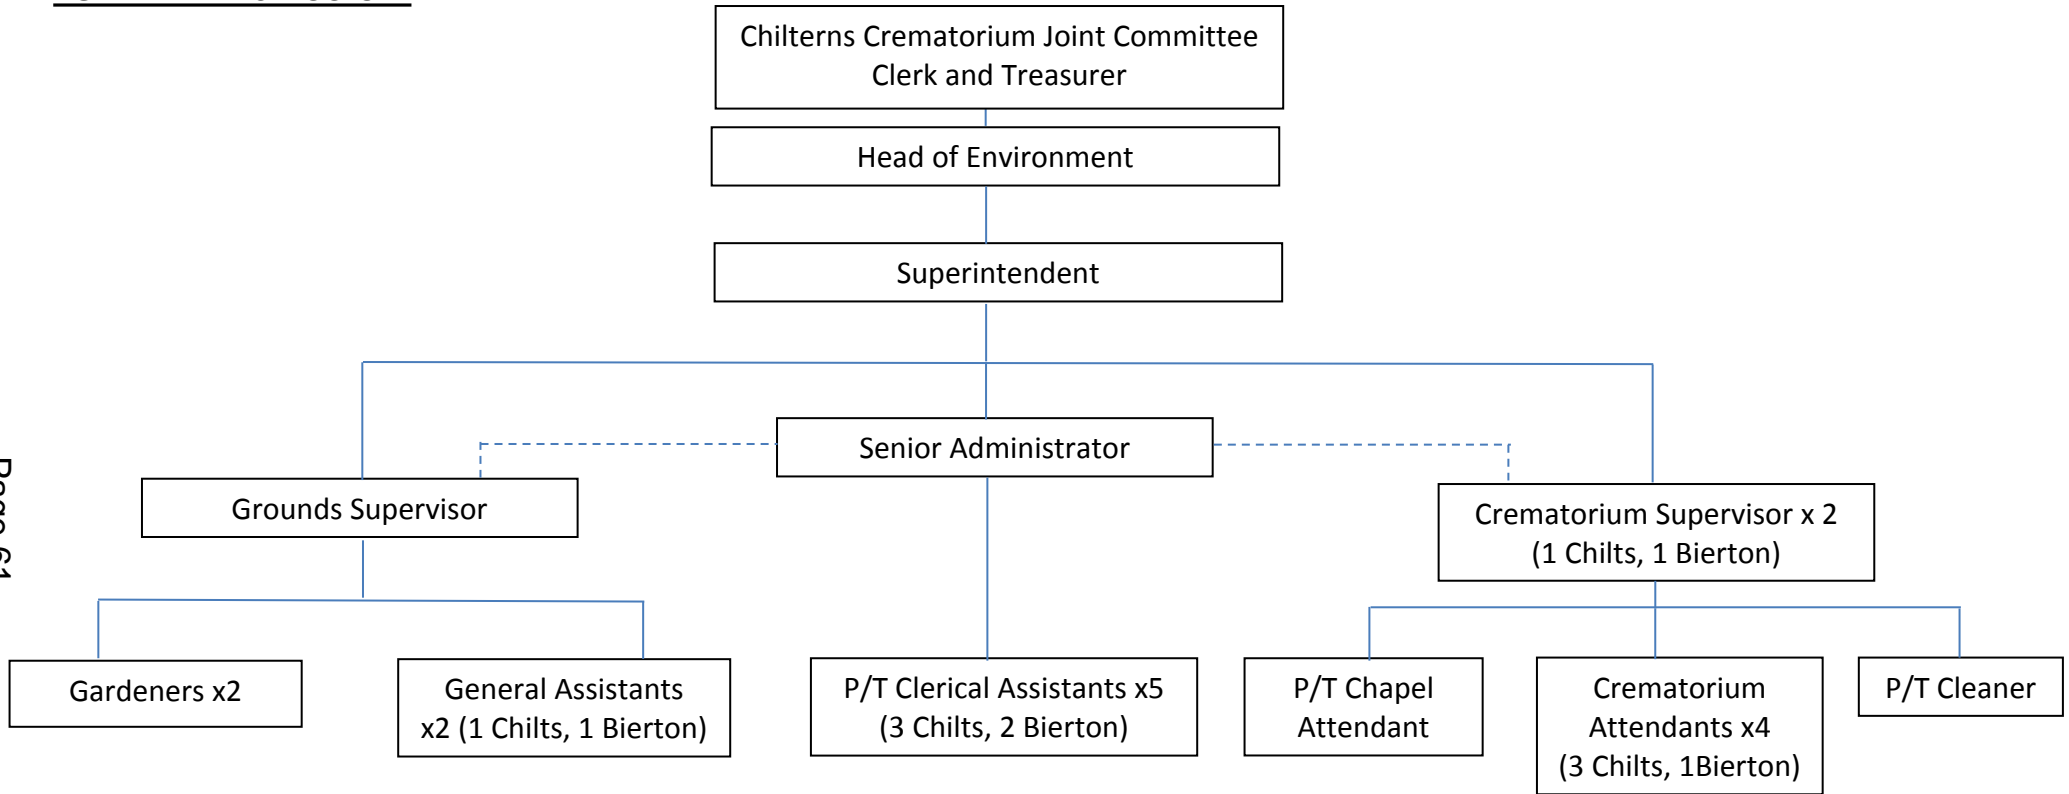 Chilterns Crematorium Joint Committee
Clerk and Treasurer
Head of Environment
Superintendent
Senior Administrator
Grounds Supervisor
Crematorium Supervisor x 2
(1 Chilts, 1 Bierton)
Gardeners x2
General Assistants
x2 (1 Chilts, 1 Bierton)
P/T Clerical Assistants x5
(3 Chilts, 2 Bierton)
P/T Chapel
Attendant
Crematorium
Attendants x4
(3 Chilts, 1Bierton)
P/T Cleaner
Page 61